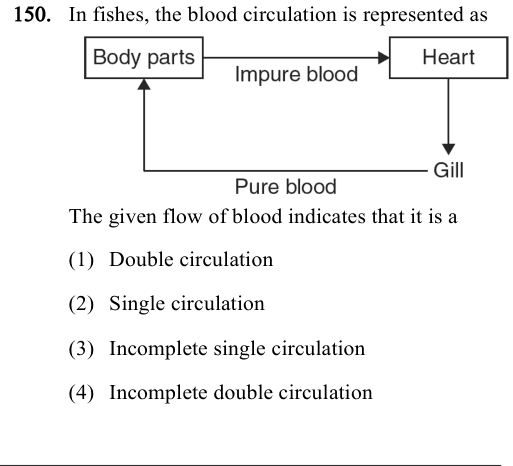 150. In fishes, the blood circulation is represented as
Body parts
Heart
Impure blood
Gill
Pure blood
The given flow of blood indicates that it is a
(1) Double circulation
(2) Single circulation
(3) Incomplete single circulation
(4) Incomplete double circulation